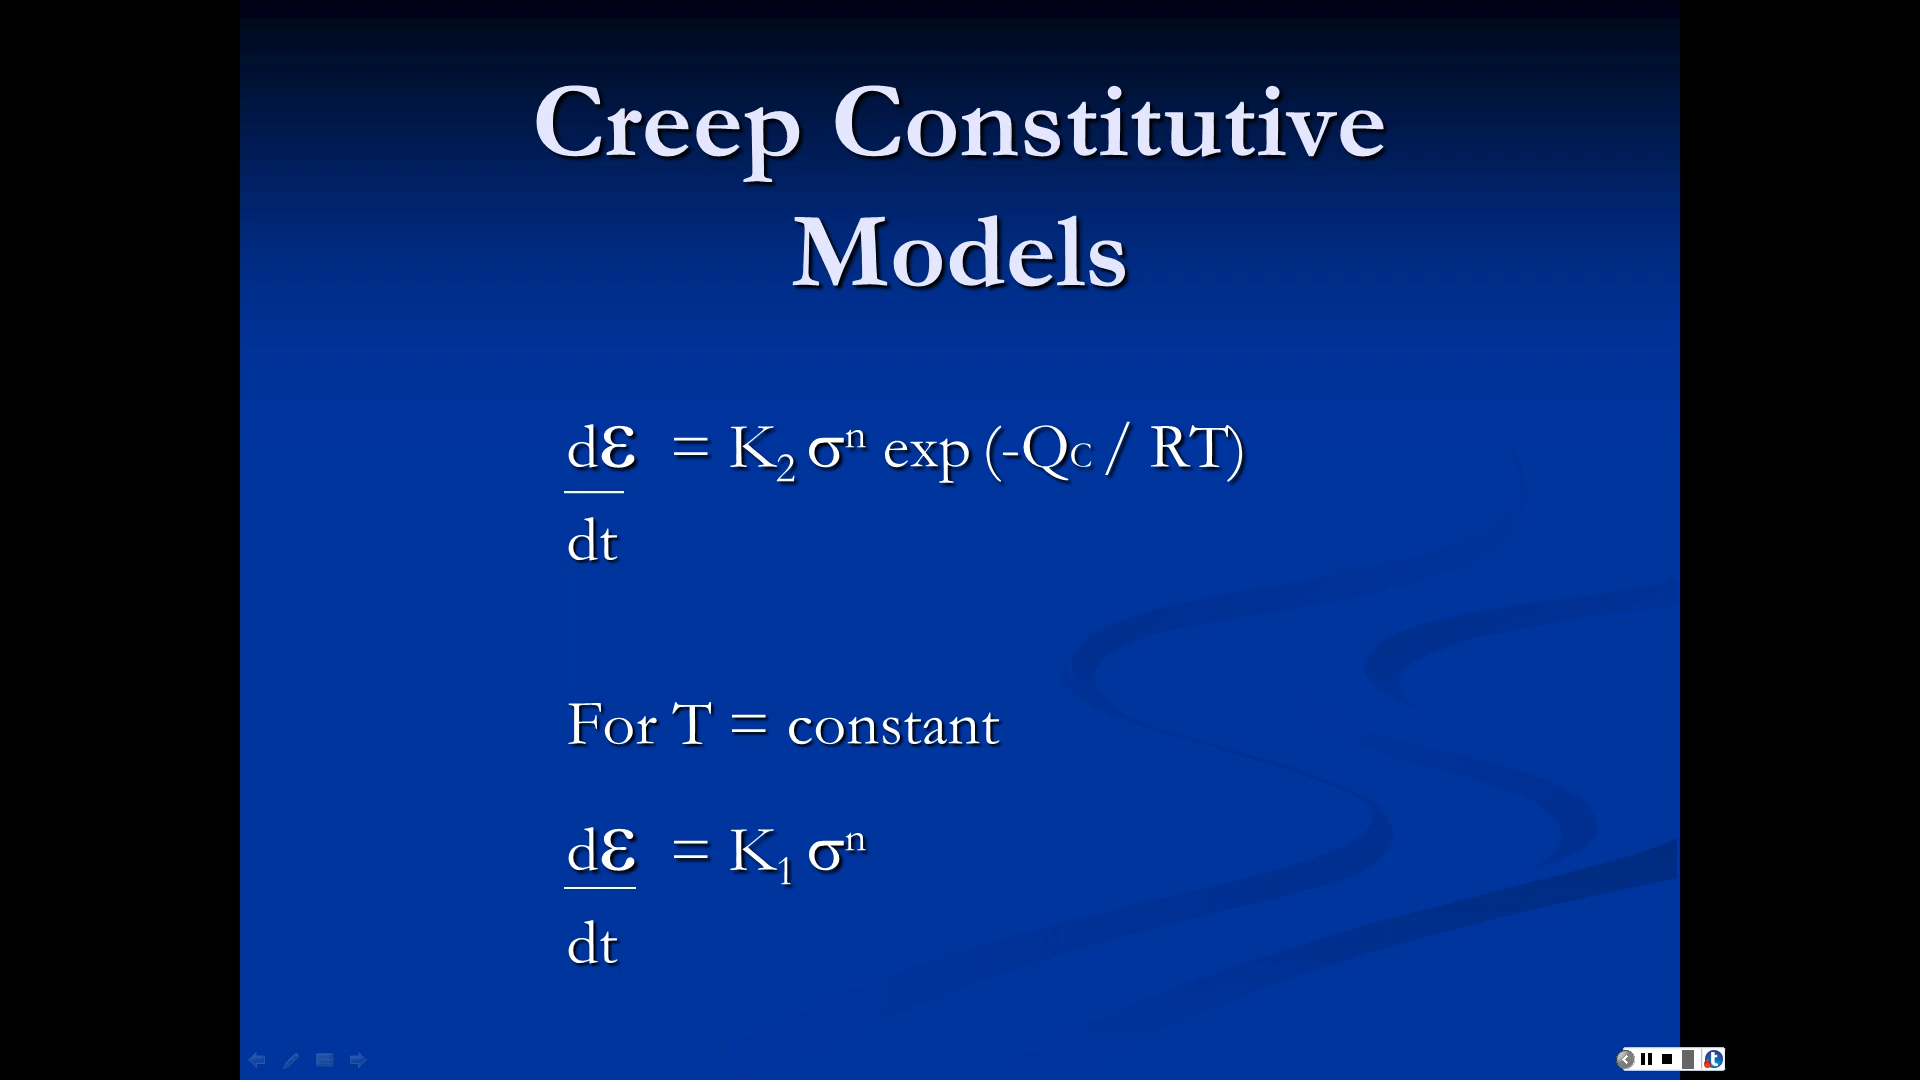 Creep Constitutive
Models
dε = K₂ σⁿ exp (-QC / RT)
dt
For T = constant
dε = K₁ σⁿ
dt